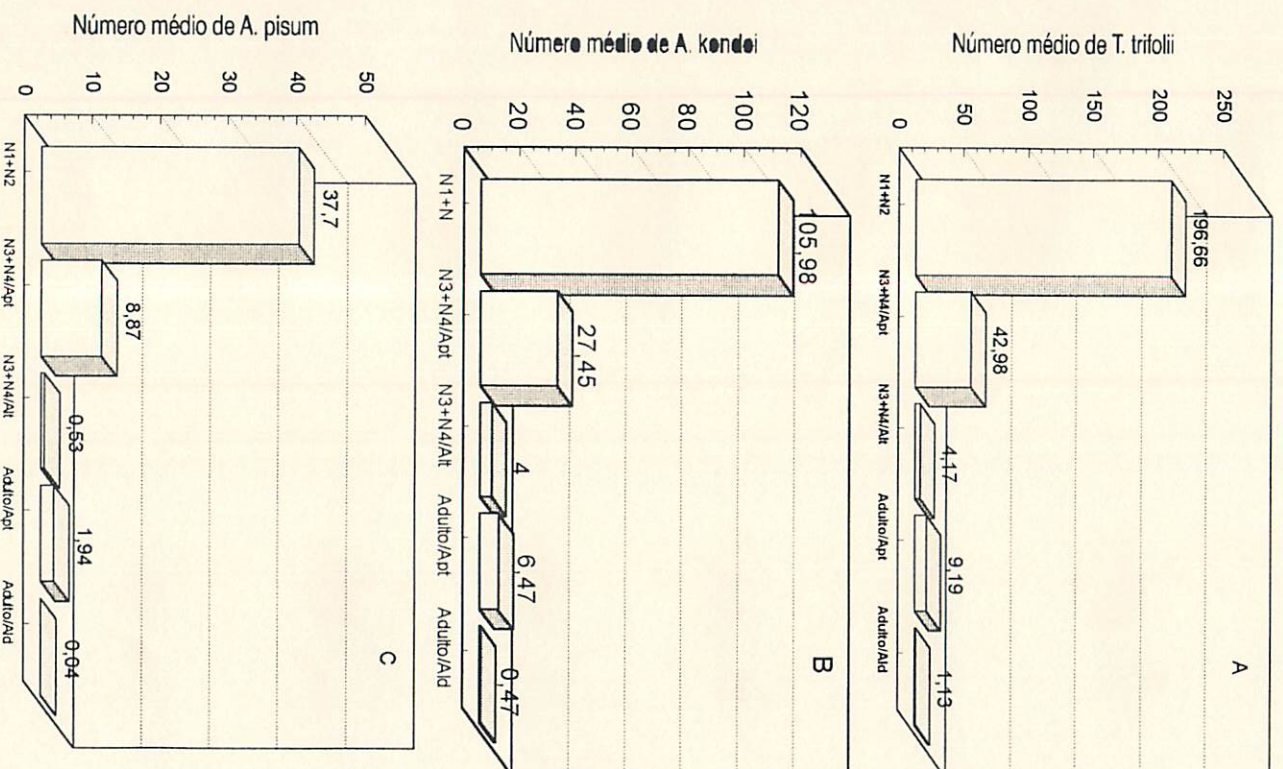 A
Número médio de T. trifolii
250
200
150
100
50
0
196,66
42,98
4,17
9,19
1,13
N1+N2
N3+N4/Apt
N3+N4/Alt
Adulto/Apt
Adulto/Ald
B
Número médio de A. kondoi
120
100
80
60
40
20
0
105,98
27,45
4
6,47
0,47
N1+N
N3+N4/Apt
N3+N4/Alt
Adulto/Apt
Adulto/Ald
C
Número médio de A. pisum
50
40
30
20
10
0
37,7
8,87
0,53
1,94
0,04
N1+N2
N3+N4/Apt
N3+N4/Alt
Adulto/Apt
Adulto/Ald